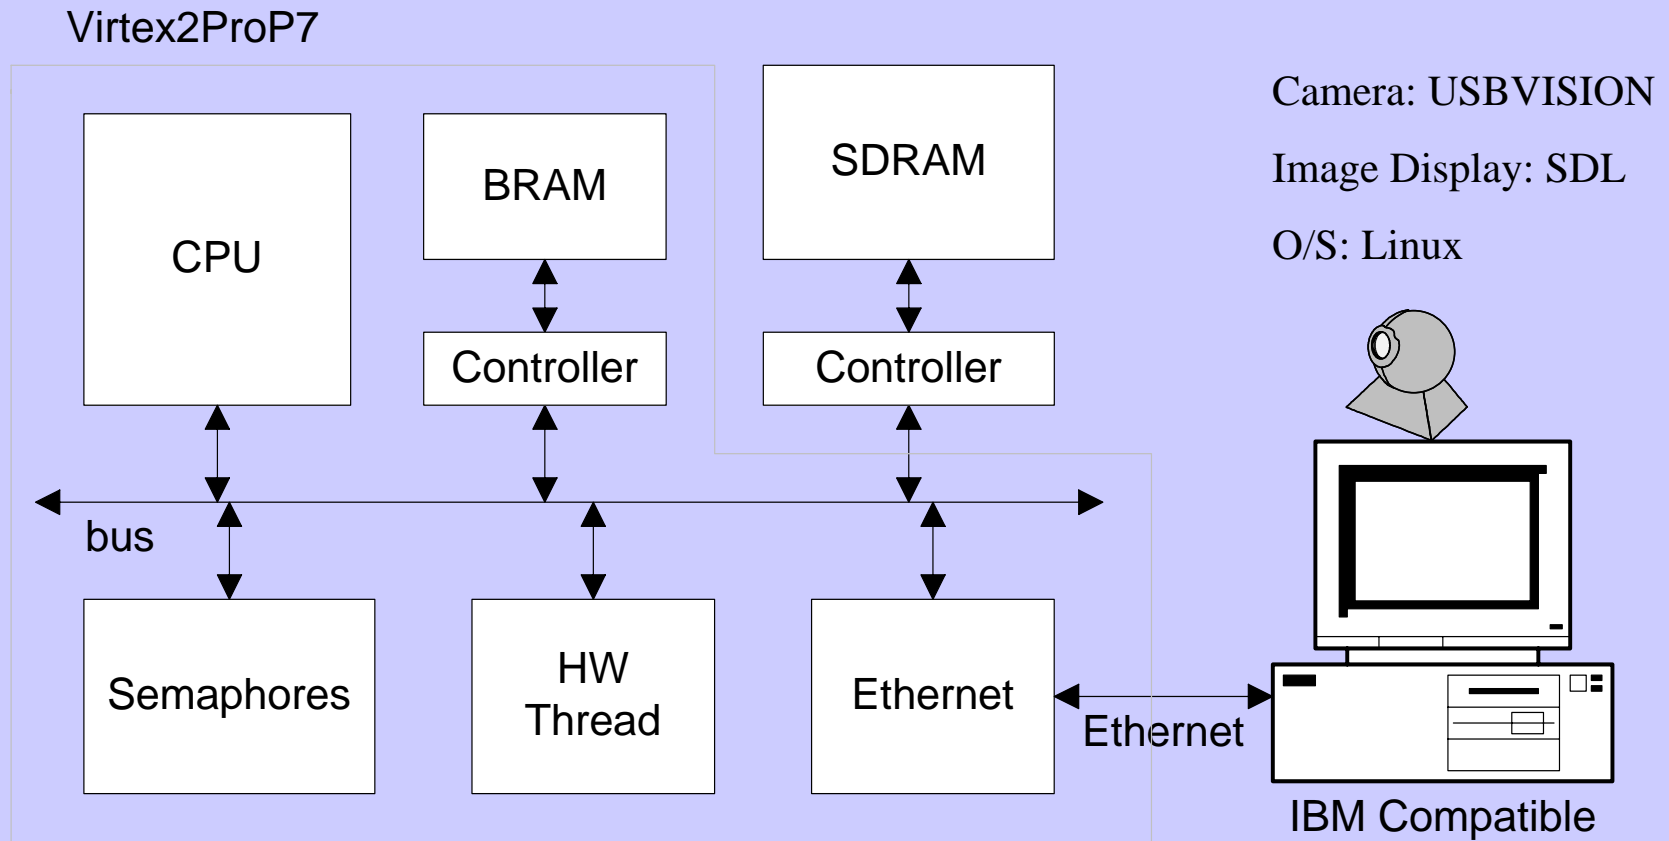 Virtex2ProP7
Camera: USBVISION
Image Display: SDL
O/S: Linux
CPU
BRAM
SDRAM
Controller
Controller
bus
Semaphores
HW
Thread
Ethernet
Ethernet
IBM Compatible